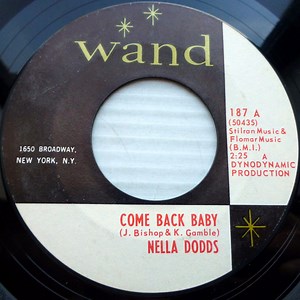 wand
1650 BROADWAY,
NEW YORK, N.Y.
187 A
(50435)
Stilran Music &
Flomar Music
(B.M.I.)
2:25 A
DYNODYNAMIC
PRODUCTION
COME BACK BABY
(J. Bishop & K. Gamble)
NELLA DODDS